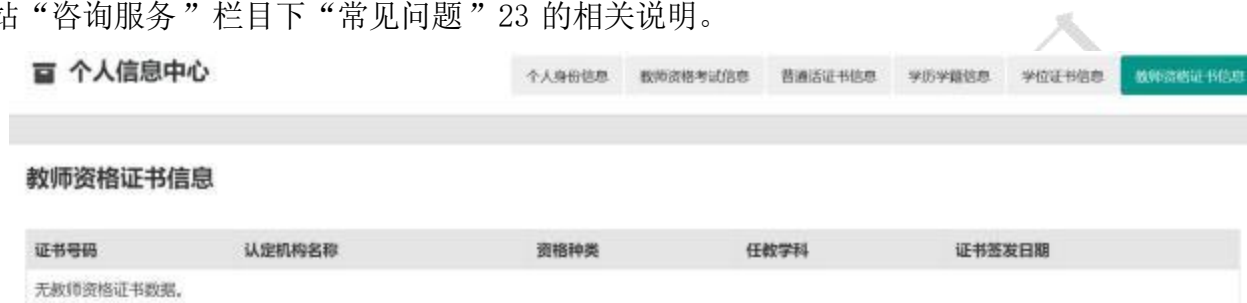 站“咨询服务”栏目下“常见问题”23 的相关说明。
个人信息中心 个人身份信息 教师资格考试信息 普通话证书信息 学历学籍信息 学位证书信息 教师资格证书信息
教师资格证书信息
证书号码 认定机构名称 资格种类 任教学科 证书签发日期
无教师资格证书数据。